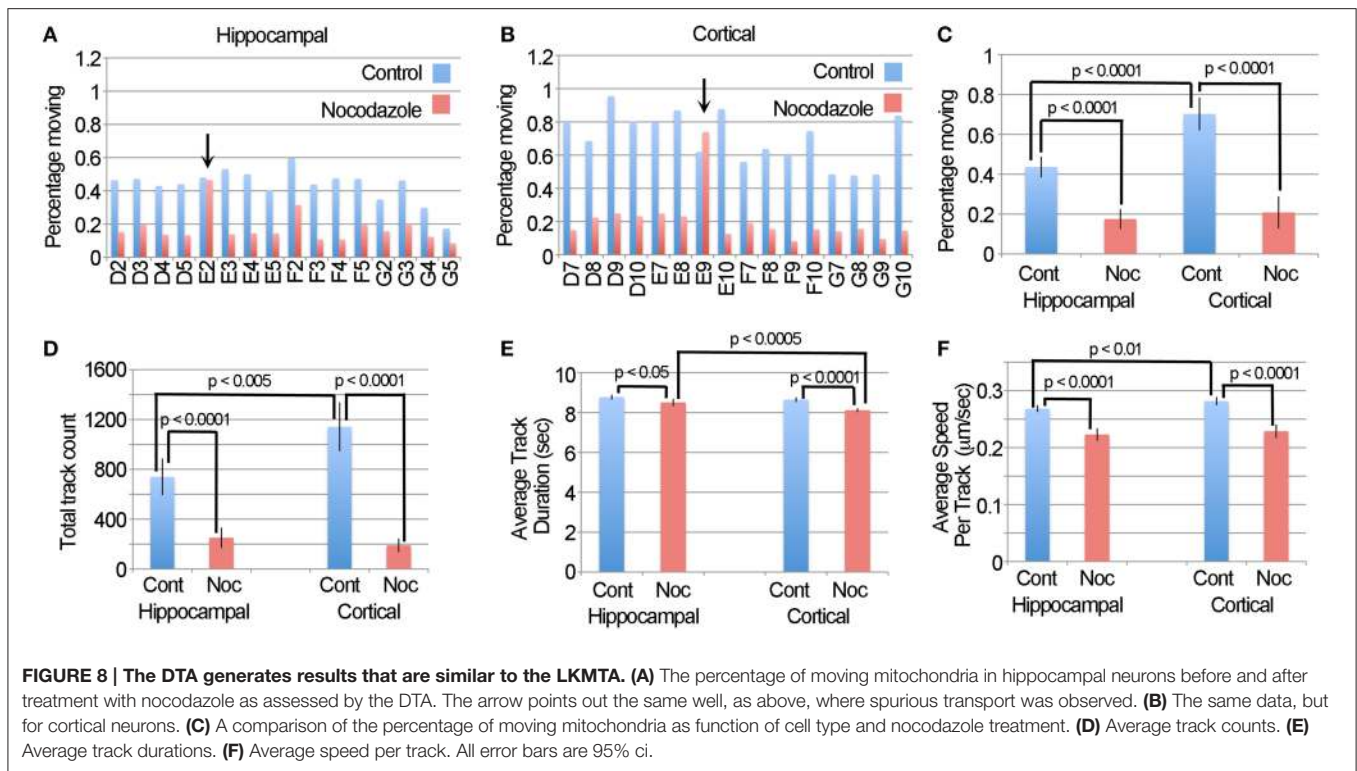 A
Hippocampal
Percentage moving
1.2
1
0.8
0.6
0.4
0.2
0
Control
Nocodazole
D2 D3 D4 D5 E2 E3 E4 E5 F2 F3 F4 F5 G2 G3 G4 G5
B
Cortical
Percentage moving
1.2
1
0.8
0.6
0.4
0.2
0
Control
Nocodazole
D7 D8 D9 D10 E7 E8 E9 E10 F7 F8 F9 F10 G7 G8 G9 G10
C
Percentage moving
1
0.8
0.6
0.4
0.2
0
p < 0.0001
p < 0.0001
p < 0.0001
Cont Noc Cont Noc
Hippocampal Cortical
D
Total track count
1600
1200
800
400
0
p < 0.005
p < 0.0001
p < 0.0001
Cont Noc Cont Noc
Hippocampal Cortical
E
Average Track
Duration (sec)
10
8
6
4
2
0
p < 0.0005
p < 0.05
p < 0.0001
Cont Noc Cont Noc
Hippocampal Cortical
F
Average Speed
Per Track (µm/sec)
0.3
0.2
0.1
0
p < 0.01
p < 0.0001
p < 0.0001
Cont Noc Cont Noc
Hippocampal Cortical
FIGURE 8 | The DTA generates results that are similar to the LKMTA. (A) The percentage of moving mitochondria in hippocampal neurons before and after
treatment with nocodazole as assessed by the DTA. The arrow points out the same well, as above, where spurious transport was observed. (B) The same data, but
for cortical neurons. (C) A comparison of the percentage of moving mitochondria as function of cell type and nocodazole treatment. (D) Average track counts. (E)
Average track durations. (F) Average speed per track. All error bars are 95% ci.